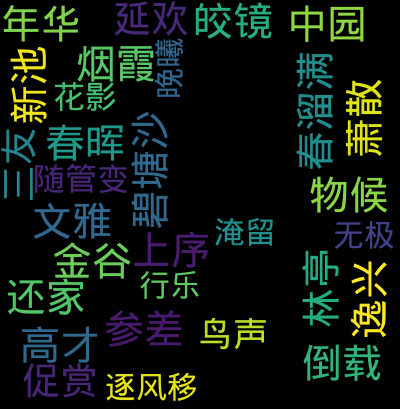 年华
延欢
皎镜
中园
新池
烟霞
晚曦
花影
春溜满
萧散
三友
春晖
碧塘沙
随管变
物候
文雅
淹留
无极
上序
金谷
行乐
林亭
逸兴
还家
参差
鸟声
高才
倒载
促赏
逐风移